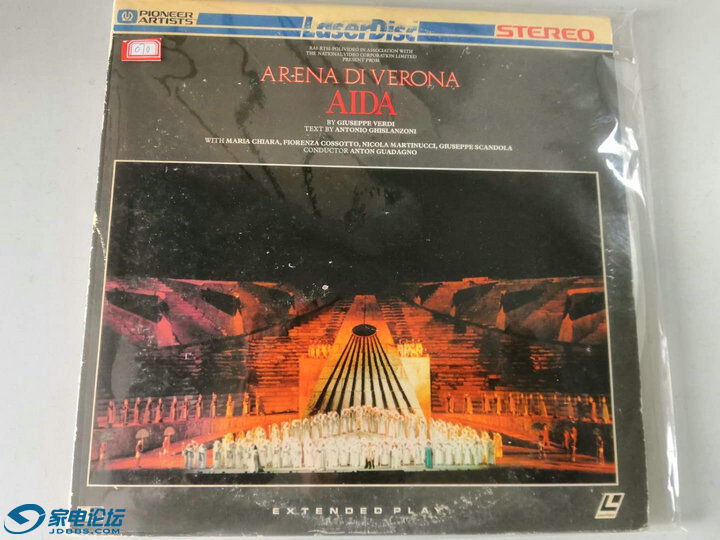 PIONEER
ARTISTS
LaserDisc
STEREO
010
RAI-RTSI-POLIVIDEO IN ASSOCIATION WITH
THE NATIONAL VIDEO CORPORATION LIMITED
PRESENT FROM
ARENA DI VERONA
AIDA
BY GIUSEPPE VERDI
TEXT BY ANTONIO GHISLANZONI
WITH MARIA CHIARA, FIORENZA COSSOTTO, NICOLA MARTINUCCI, GIUSEPPE SCANDOLA
CONDUCTOR ANTON GUADAGNO
EXTENDED PLAY
家电论坛
JDBBS.COM